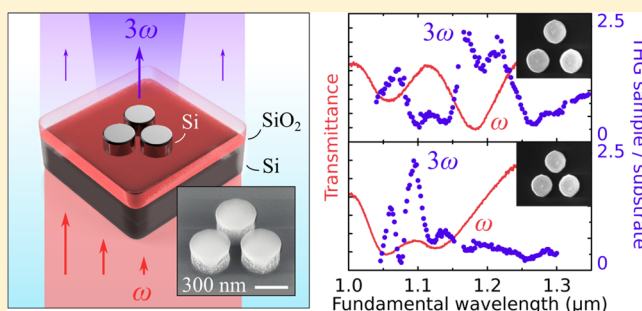 3ω
Si
SiO2
Si
ω
300 nm
Transmittance
3ω
ω
2.5
0
3ω
ω
2.5
0
THG sample / substrate
1.0 1.1 1.2 1.3
Fundamental wavelength (μm)